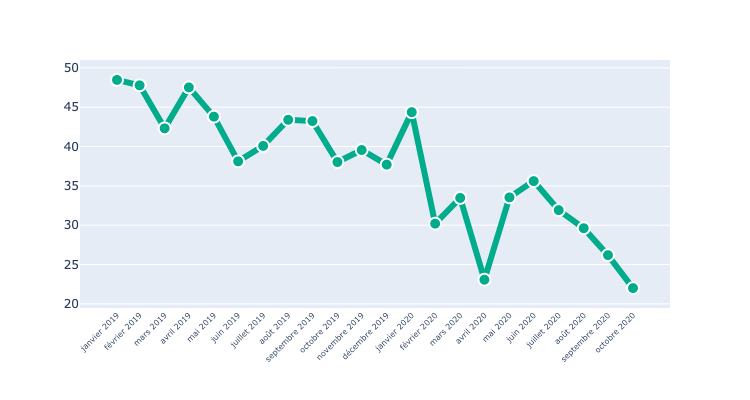 50
45
40
35
30
25
20
janvier 2019
février 2019
mars 2019
avril 2019
mai 2019
juin 2019
juillet 2019
août 2019
septembre 2019
octobre 2019
novembre 2019
décembre 2019
janvier 2020
février 2020
mars 2020
avril 2020
mai 2020
juin 2020
juillet 2020
août 2020
septembre 2020
octobre 2020